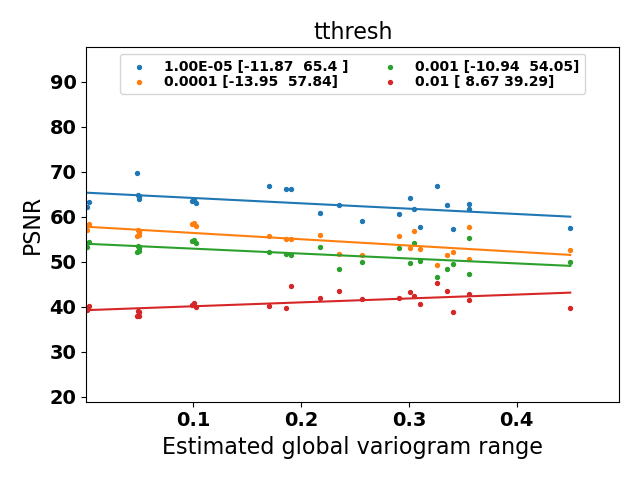 tthresh
1.00E-05 [-11.87  65.4 ]
0.0001 [-13.95  57.84]
0.001 [-10.94  54.05]
0.01 [ 8.67 39.29]
PSNR
90
80
70
60
50
40
30
20
0.1 0.2 0.3 0.4
Estimated global variogram range